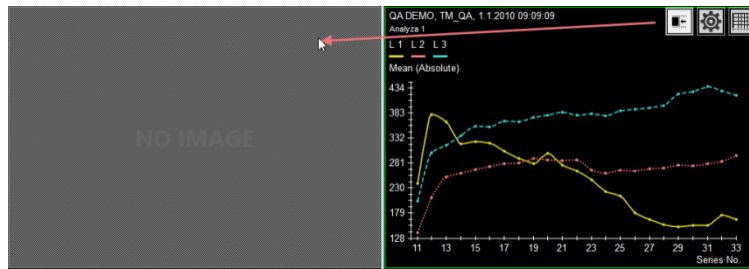 NO IMAGE
QA DEMO, TM_QA, 1.1.2010 09:09:09
Analyza 1
L 1 L 2 L 3
Mean (Absolute)
434
383
332
281
230
179
128
11 13 15 17 19 21 23 25 27 29 31 33
Series No.